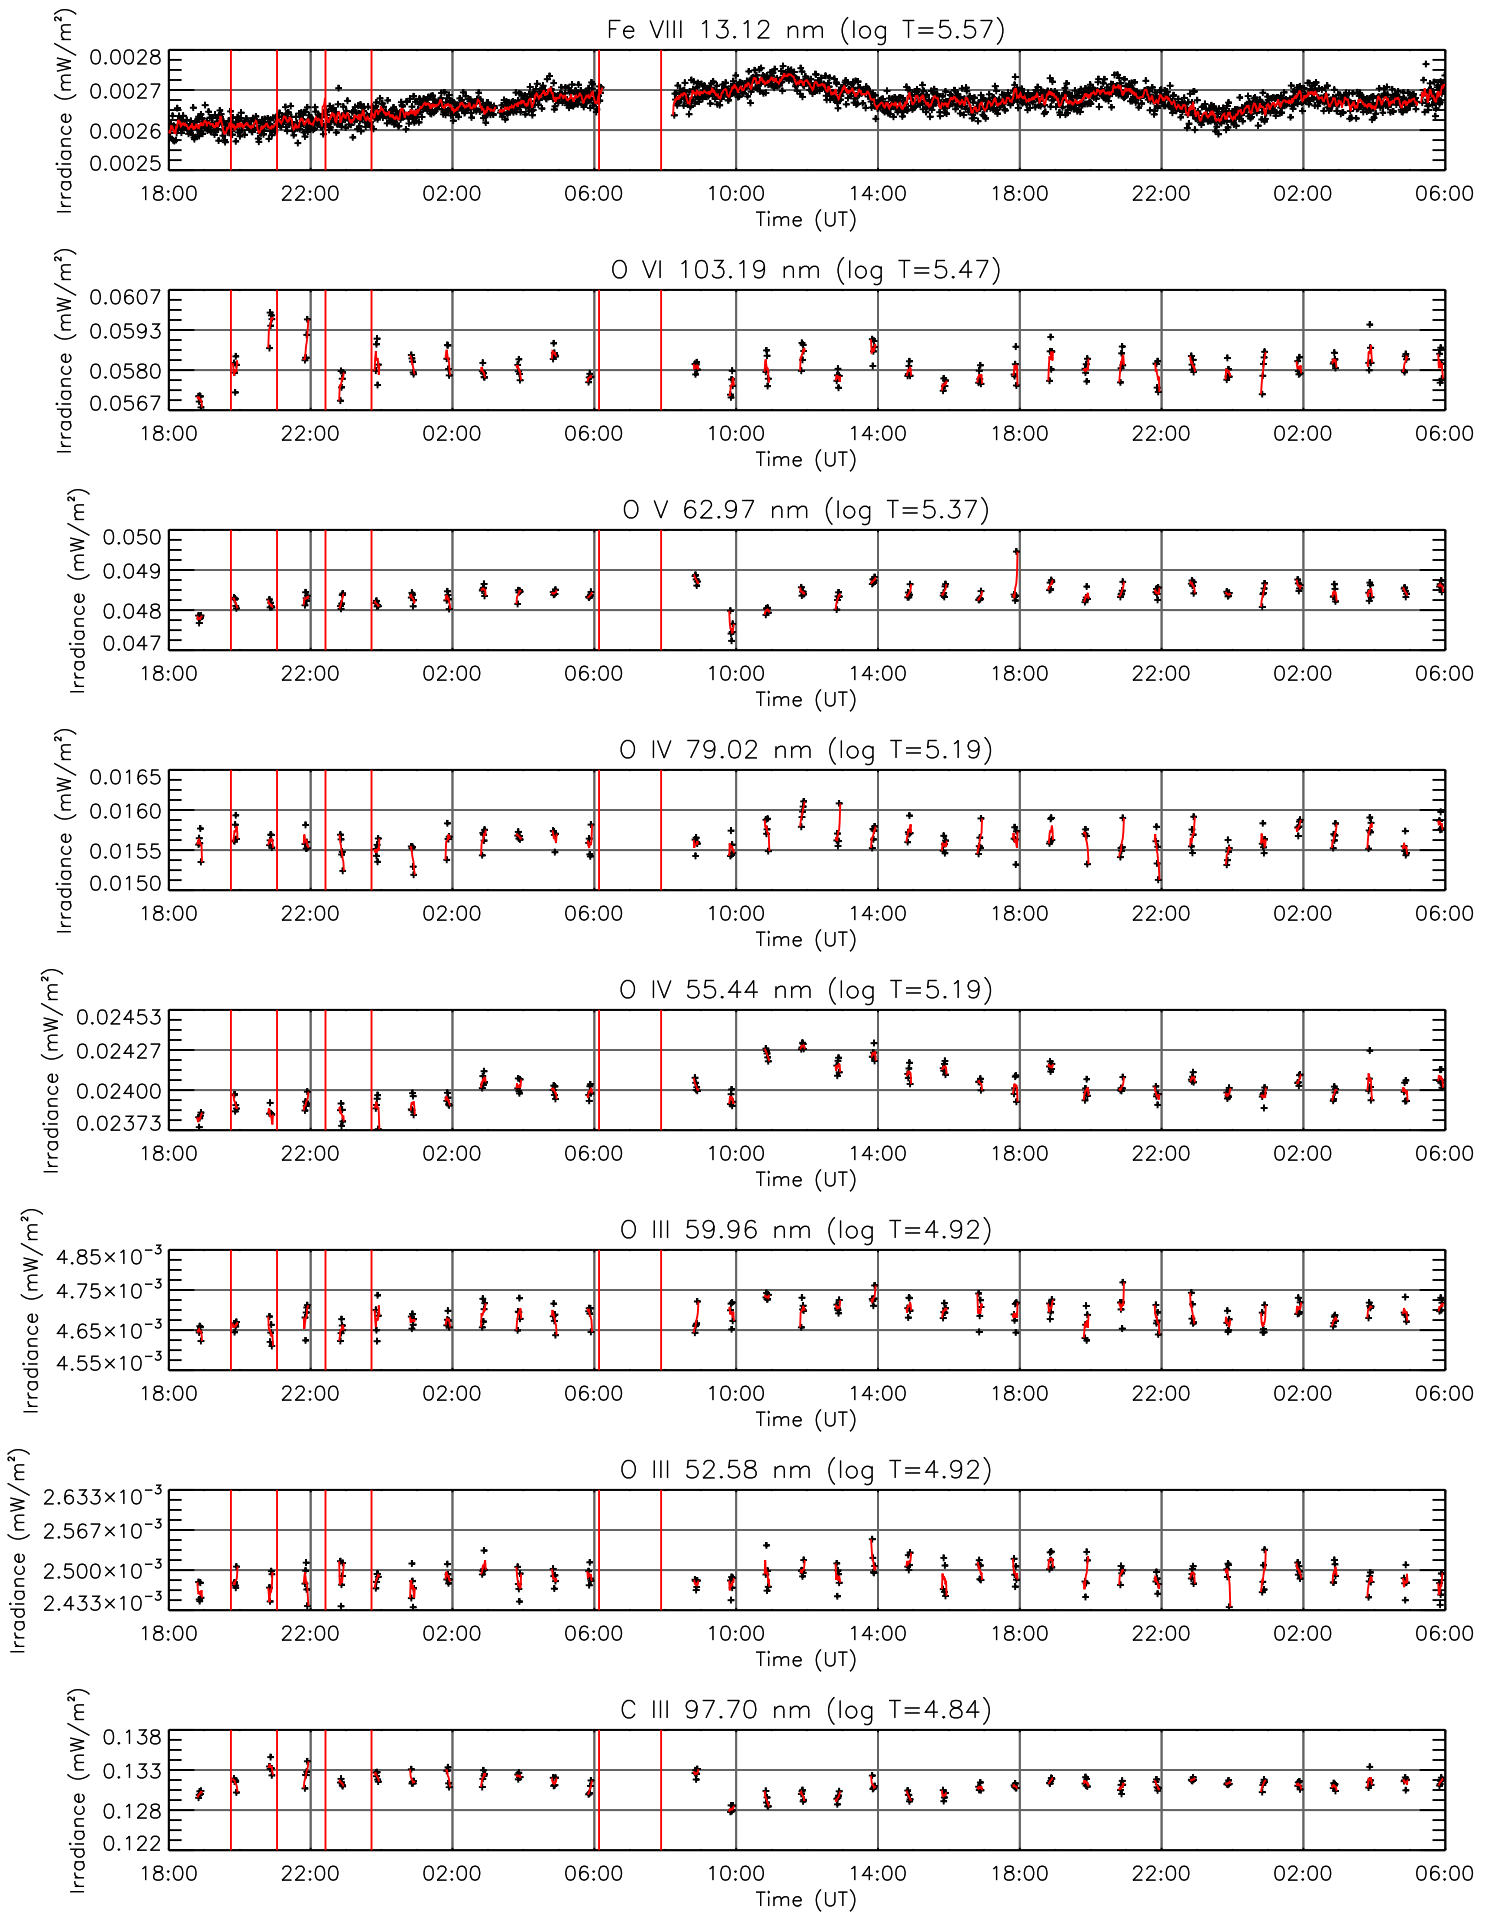 Fe VIII 13.12 nm (log T=5.57)
Irradiance (mW/m²)
0.0028
0.0027
0.0026
0.0025
18:00 22:00 02:00 06:00 10:00 14:00 18:00 22:00 02:00 06:00
Time (UT)
O VI 103.19 nm (log T=5.47)
Irradiance (mW/m²)
0.0607
0.0593
0.0580
0.0567
18:00 22:00 02:00 06:00 10:00 14:00 18:00 22:00 02:00 06:00
Time (UT)
O V 62.97 nm (log T=5.37)
Irradiance (mW/m²)
0.050
0.049
0.048
0.047
18:00 22:00 02:00 06:00 10:00 14:00 18:00 22:00 02:00 06:00
Time (UT)
O IV 79.02 nm (log T=5.19)
Irradiance (mW/m²)
0.0165
0.0160
0.0155
0.0150
18:00 22:00 02:00 06:00 10:00 14:00 18:00 22:00 02:00 06:00
Time (UT)
O IV 55.44 nm (log T=5.19)
Irradiance (mW/m²)
0.02453
0.02427
0.02400
0.02373
18:00 22:00 02:00 06:00 10:00 14:00 18:00 22:00 02:00 06:00
Time (UT)
O III 59.96 nm (log T=4.92)
Irradiance (mW/m²)
4.85×10⁻³
4.75×10⁻³
4.65×10⁻³
4.55×10⁻³
18:00 22:00 02:00 06:00 10:00 14:00 18:00 22:00 02:00 06:00
Time (UT)
O III 52.58 nm (log T=4.92)
Irradiance (mW/m²)
2.633×10⁻³
2.567×10⁻³
2.500×10⁻³
2.433×10⁻³
18:00 22:00 02:00 06:00 10:00 14:00 18:00 22:00 02:00 06:00
Time (UT)
C III 97.70 nm (log T=4.84)
Irradiance (mW/m²)
0.138
0.133
0.128
0.122
18:00 22:00 02:00 06:00 10:00 14:00 18:00 22:00 02:00 06:00
Time (UT)